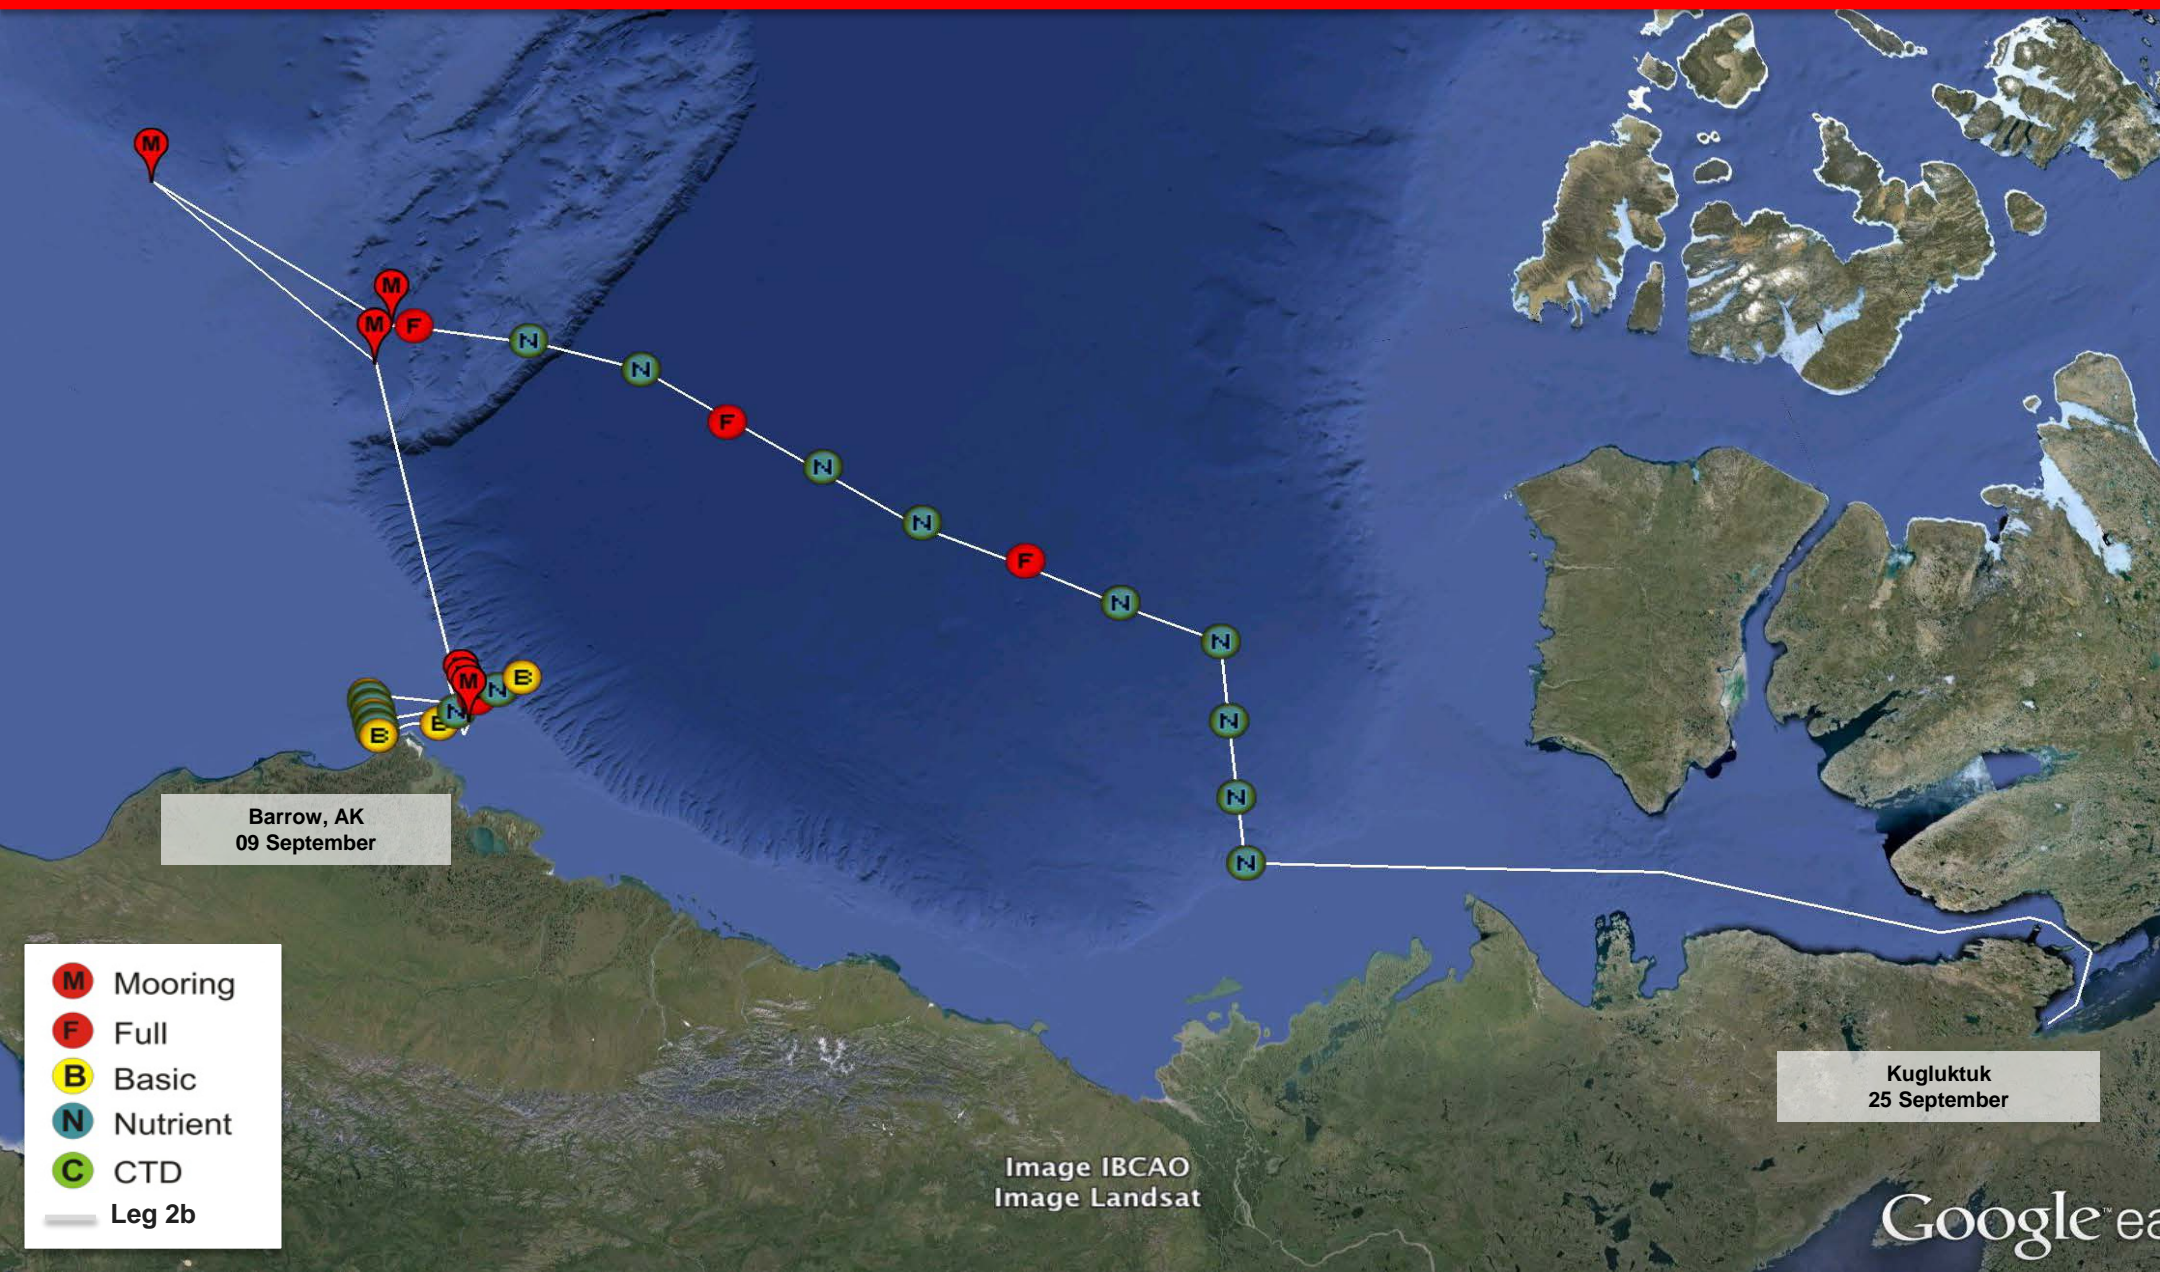 M
M
M
F
N
N
F
N
N
F
N
N
N
N
N
M
N
B
N
B
B
Barrow, AK
09 September
M Mooring
F Full
B Basic
N Nutrient
C CTD
Leg 2b
Kugluktuk
25 September
Image IBCAO
Image Landsat
Google ea